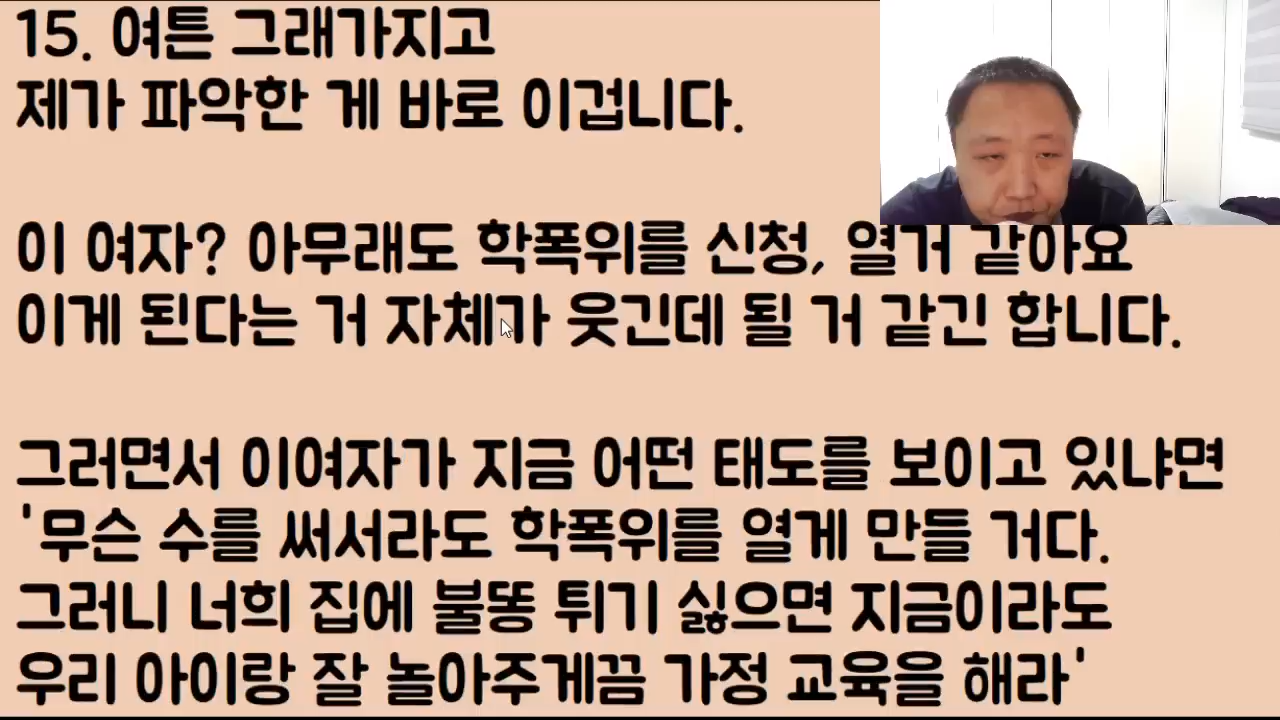 15. 여튼 그래가지고
제가 파악한 게 바로 이겁니다.
이 여자? 아무래도 학폭위를 신청, 열거 같아요
이게 된다는 거 자체가 웃긴데 될 거 같긴 합니다.
그러면서 이여자가 지금 어떤 태도를 보이고 있냐면
'무슨 수를 써서라도 학폭위를 열게 만들 거다.
그러니 너희 집에 불똥 튀기 싫으면 지금이라도
우리 아이랑 잘 놀아주게끔 가정 교육을 해라'